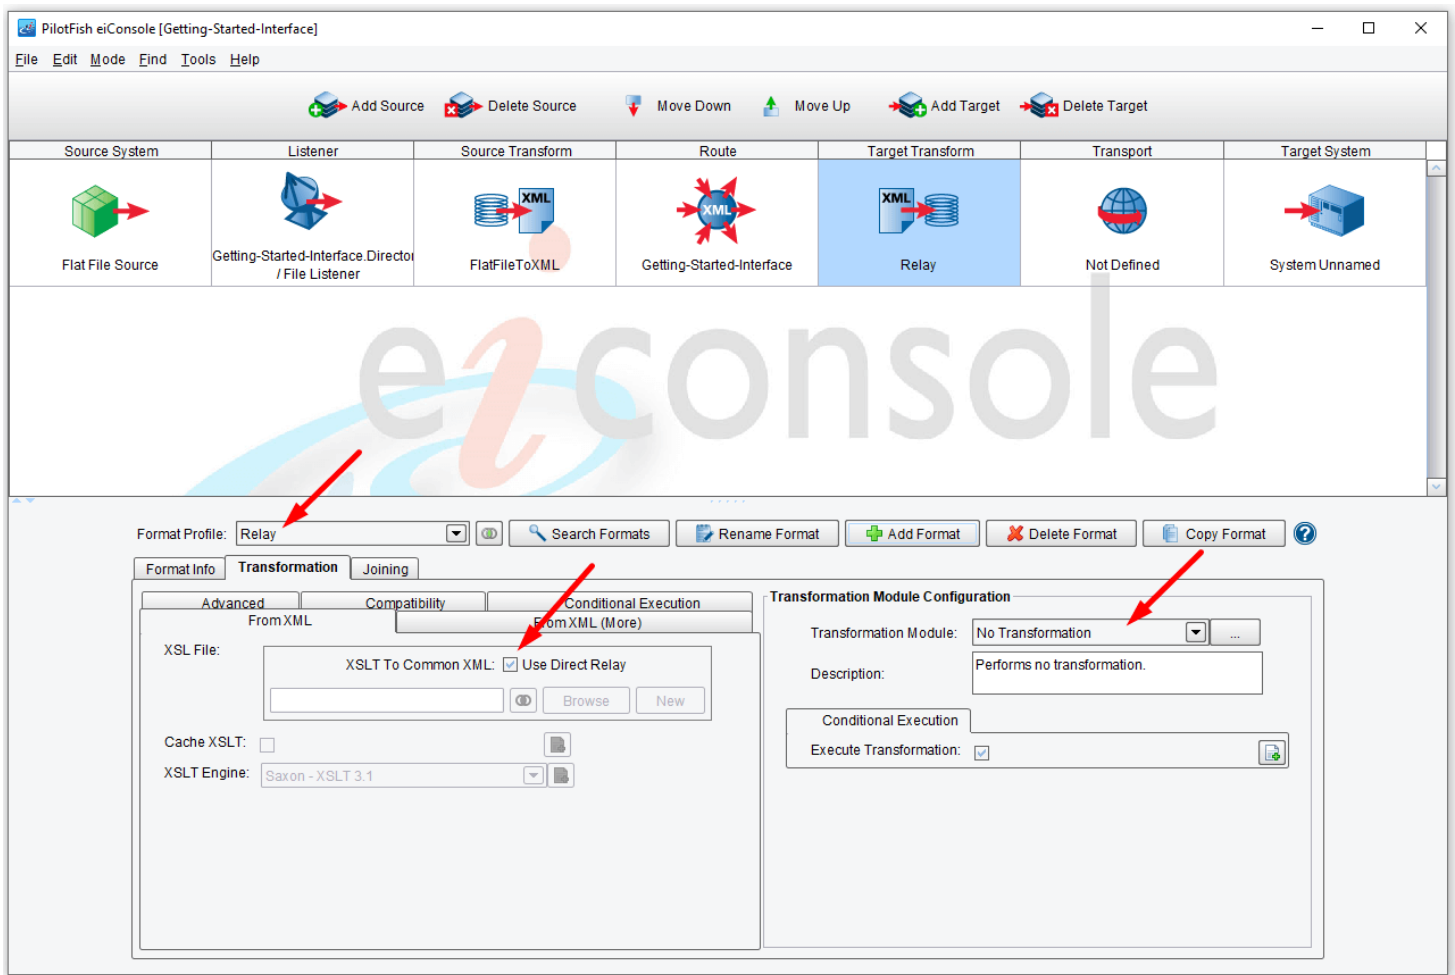 PilotFish eiConsole [Getting-Started-Interface]
File Edit Mode Find Tools Help
Add Source Delete Source Move Down Move Up Add Target Delete Target
Source System Listener Source Transform Route Target Transform Transport Target System
XML XML XML
Flat File Source Getting-Started-Interface.Director FlatFileToXML Getting-Started-Interface Relay Not Defined System Unnamed
/ File Listener
eiconsole
Format Profile: Relay Search Formats Rename Format Add Format Delete Format Copy Format ?
Format Info Transformation Joining
Advanced Compatibility Conditional Execution
From XML From XML (More)
XSL File:
XSLT To Common XML: Use Direct Relay
Browse New
Cache XSLT:
XSLT Engine: Saxon - XSLT 3.1
Transformation Module Configuration
Transformation Module: No Transformation ...
Description: Performs no transformation.
Conditional Execution
Execute Transformation: